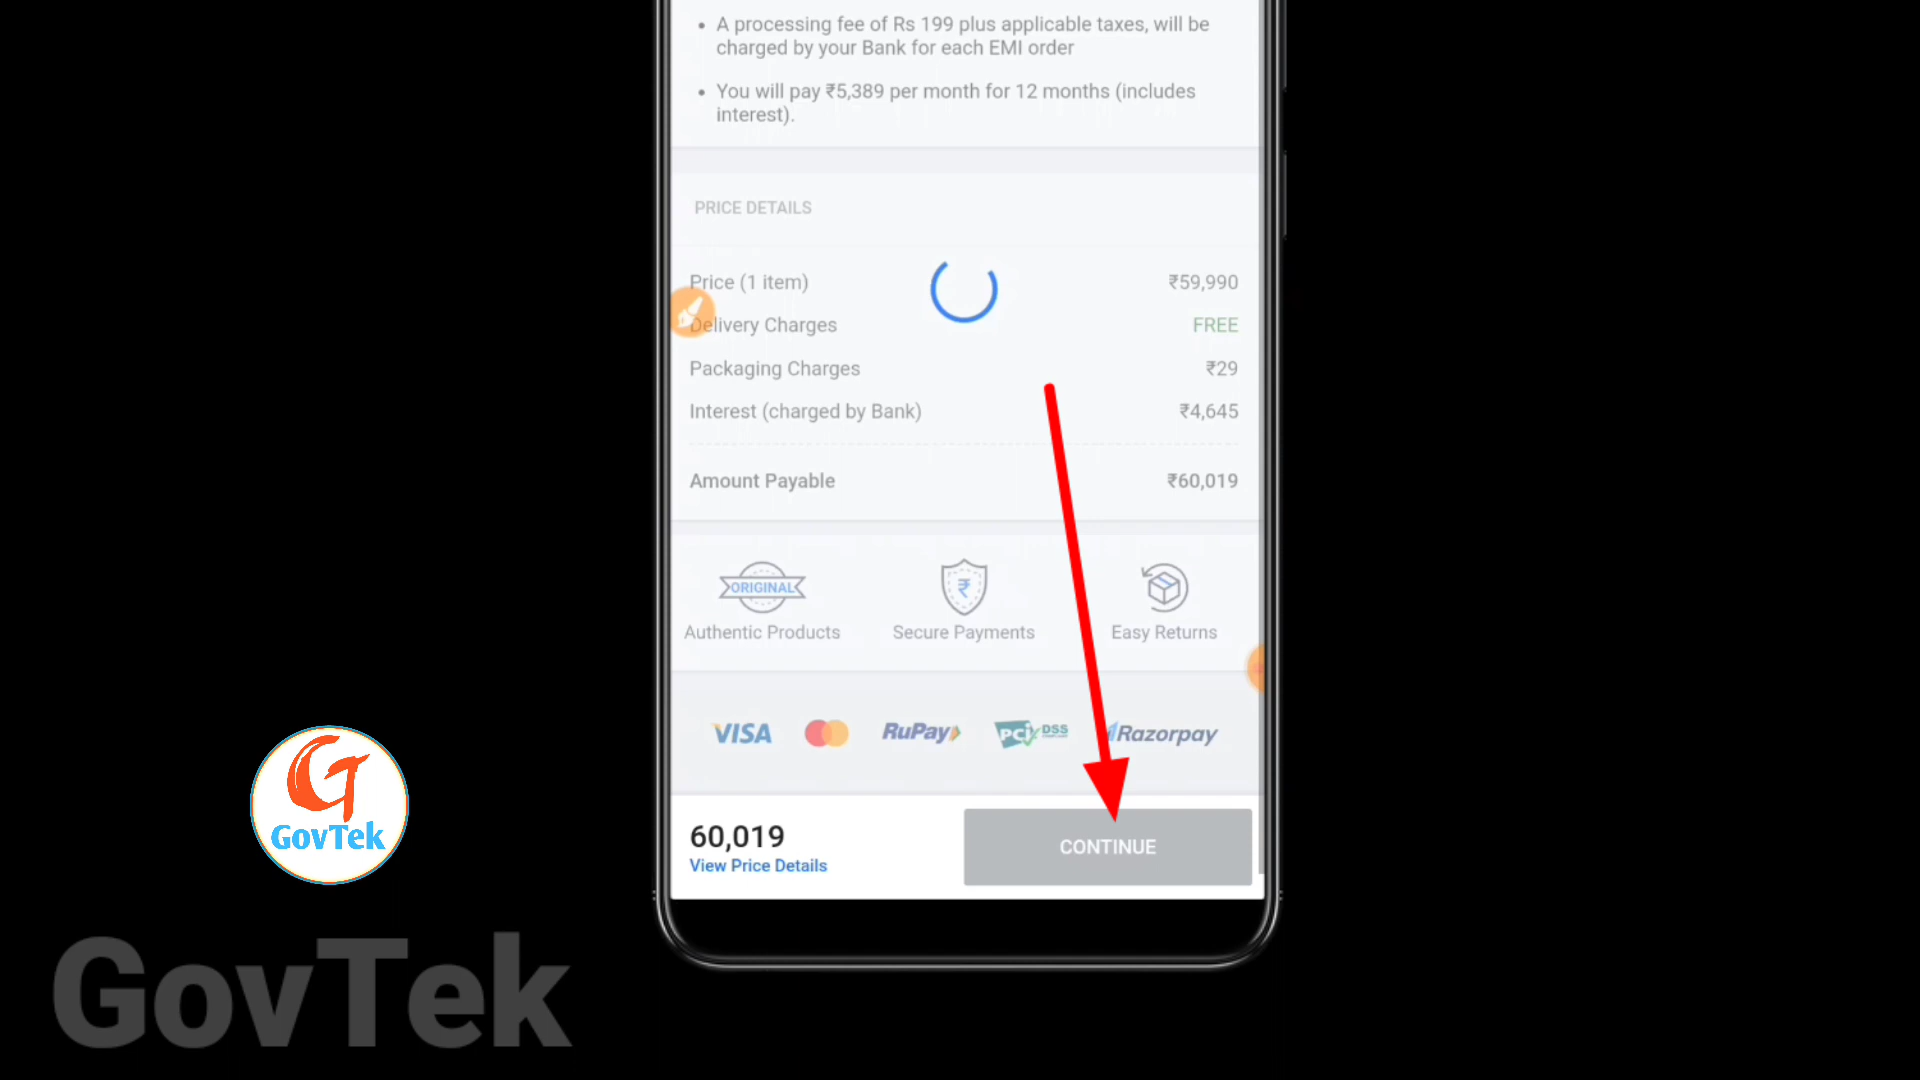 • A processing fee of Rs 199 plus applicable taxes, will be
charged by your Bank for each EMI order
• You will pay ₹5,389 per month for 12 months (includes
interest).
PRICE DETAILS
Price (1 item) ₹59,990
Delivery Charges FREE
Packaging Charges ₹29
Interest (charged by Bank) ₹4,645
Amount Payable ₹60,019
ORIGINAL
₹
Authentic Products Secure Payments Easy Returns
VISA RuPay PCI DSS Razorpay
60,019
View Price Details
CONTINUE
GovTek
GovTek